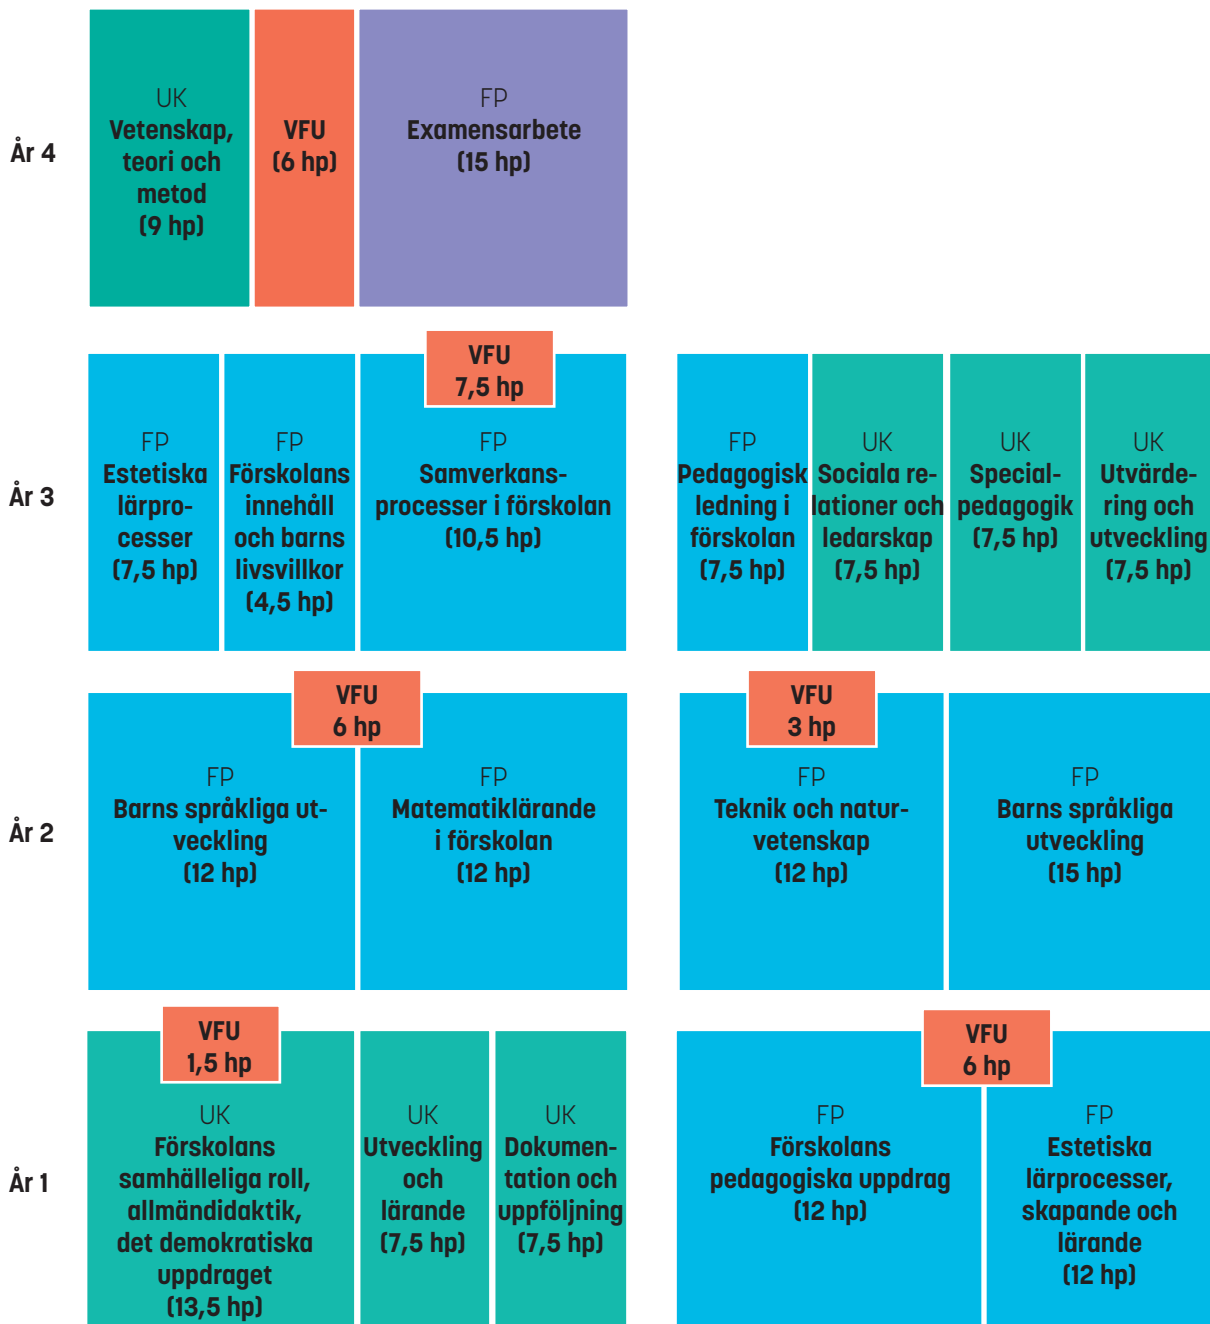 År 4
UK
Vetenskap,
teori och
metod
(9 hp)
VFU
(6 hp)
FP
Examensarbete
(15 hp)
År 3
FP
Estetiska
lärpro-
cesser
(7,5 hp)
FP
Förskolans
innehåll
och barns
livsvillkor
(4,5 hp)
VFU
7,5 hp
FP
Samverkans-
processer i förskolan
(10,5 hp)
FP
Pedagogisk
ledning i
förskolan
(7,5 hp)
UK
Sociala re-
lationer och
ledarskap
(7,5 hp)
UK
Special-
pedagogik
(7,5 hp)
UK
Utvärde-
ring och
utveckling
(7,5 hp)
År 2
VFU
6 hp
FP
Barns språkliga ut-
veckling
(12 hp)
FP
Matematiklärande
i förskolan
(12 hp)
VFU
3 hp
FP
Teknik och natur-
vetenskap
(12 hp)
FP
Barns språkliga
utveckling
(15 hp)
År 1
VFU
1,5 hp
UK
Förskolans
samhälleliga roll,
allmändidaktik,
det demokratiska
uppdraget
(13,5 hp)
UK
Utveckling
och
lärande
(7,5 hp)
UK
Dokumen-
tation och
uppföljning
(7,5 hp)
VFU
6 hp
FP
Förskolans
pedagogiska uppdrag
(12 hp)
FP
Estetiska
lärprocesser,
skapande och
lärande
(12 hp)